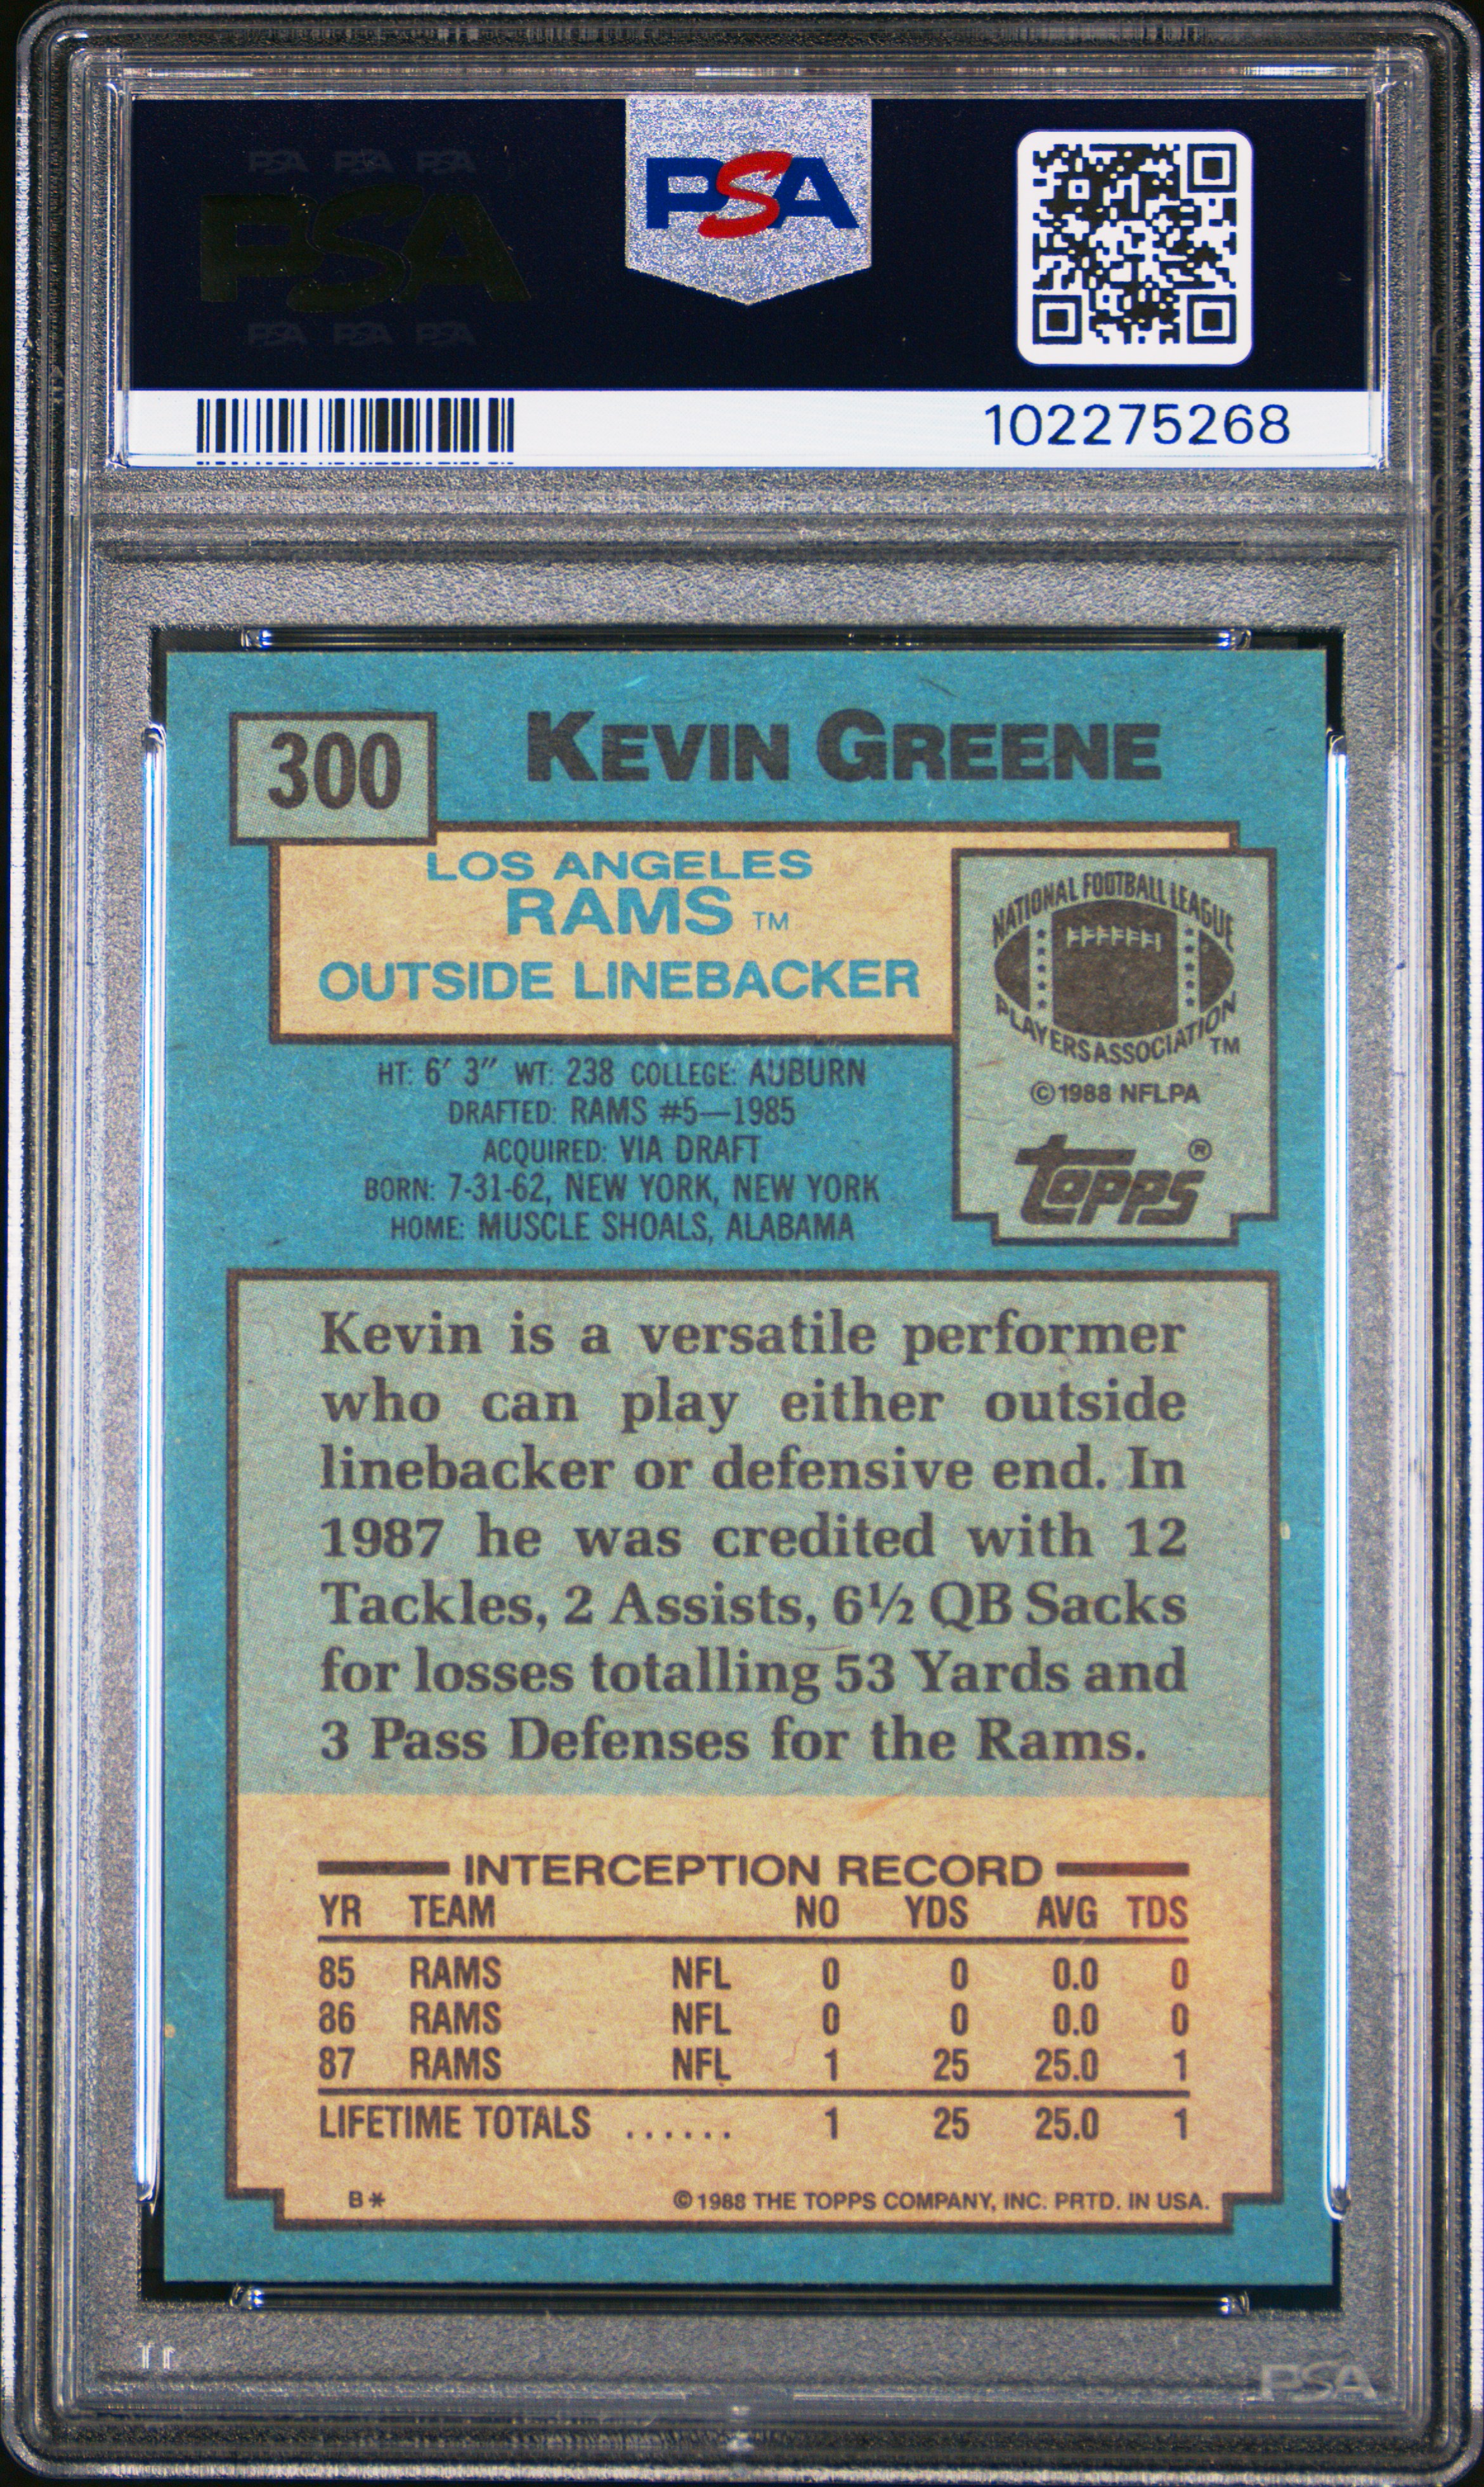 PSA PSA PSA
PSA
PSA PSA PSA
PSA
102275268
300
KEVIN GREENE
LOS ANGELES
RAMS TM
OUTSIDE LINEBACKER
NATIONAL FOOTBALL LEAGUE
PLAYERS ASSOCIATION TM
©1988 NFLPA
topps ®
HT: 6' 3" WT: 238 COLLEGE: AUBURN
DRAFTED: RAMS #5—1985
ACQUIRED: VIA DRAFT
BORN: 7-31-62, NEW YORK, NEW YORK
HOME: MUSCLE SHOALS, ALABAMA
Kevin is a versatile performer
who can play either outside
linebacker or defensive end. In
1987 he was credited with 12
Tackles, 2 Assists, 6½ QB Sacks
for losses totalling 53 Yards and
3 Pass Defenses for the Rams.
INTERCEPTION RECORD
YR TEAM NO YDS AVG TDS
85 RAMS NFL 0 0 0.0 0
86 RAMS NFL 0 0 0.0 0
87 RAMS NFL 1 25 25.0 1
LIFETIME TOTALS ...... 1 25 25.0 1
B* ©1988 THE TOPPS COMPANY, INC. PRTD. IN USA.
PSA